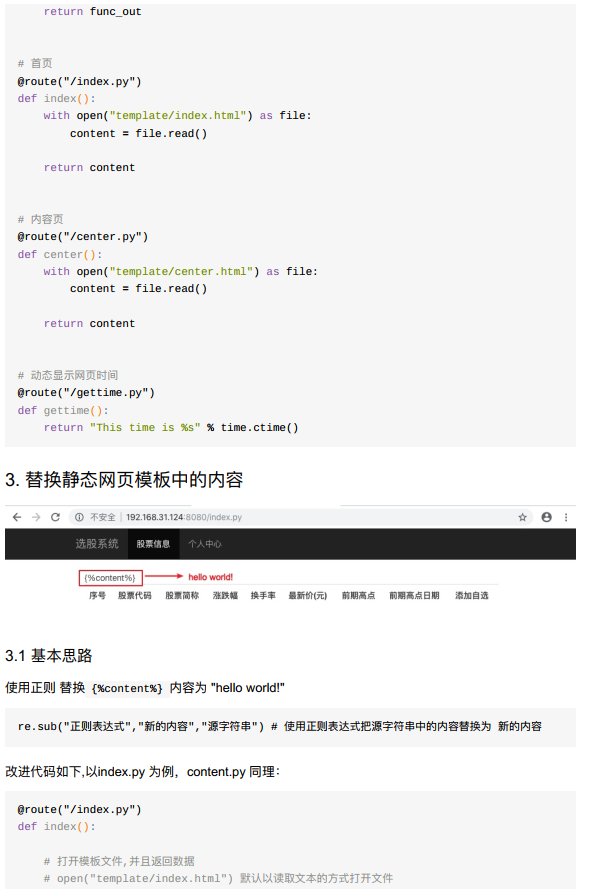 return func_out
# 首页
@route("/index.py")
def index():
with open("template/index.html") as file:
content = file.read()
return content
# 内容页
@route("/center.py")
def center():
with open("template/center.html") as file:
content = file.read()
return content
# 动态显示网页时间
@route("/gettime.py")
def gettime():
return "This time is %s" % time.ctime()
3. 替换静态网页模板中的内容
不安全 | 192.168.31.124:8080/index.py
选股系统 股票信息 个人中心
{%content%} hello world!
序号 股票代码 股票简称 涨跌幅 换手率 最新价(元) 前期高点 前期高点日期 添加自选
3.1 基本思路
使用正则 替换 {%content%} 内容为 "hello world!"
re.sub("正则表达式","新的内容","源字符串") # 使用正则表达式把源字符串中的内容替换为 新的内容
改进代码如下,以index.py 为例，content.py 同理：
@route("/index.py")
def index():
# 打开模板文件,并且返回数据
# open("template/index.html") 默认以读取文本的方式打开文件